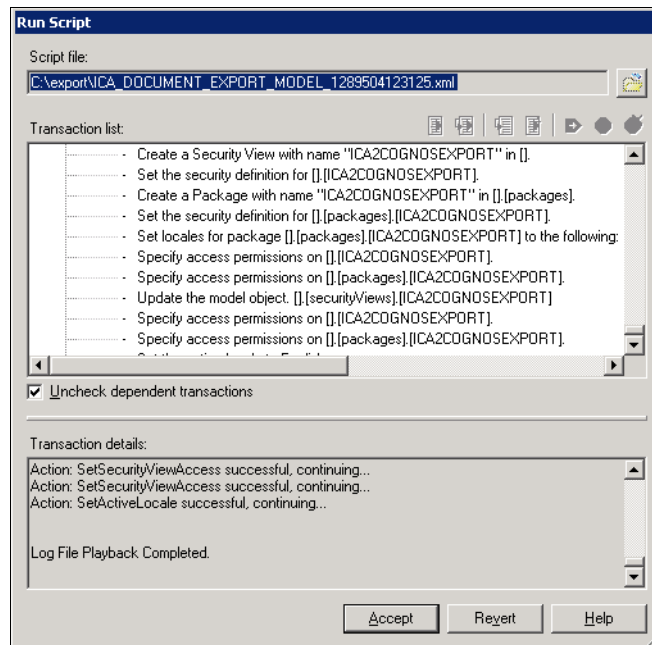 Run Script
Script file:
C:\export\ICA_DOCUMENT_EXPORT_MODEL_1289504123125.xml
Transaction list:
- Create a Security View with name "ICA2COGNOSEXPORT" in [].
- Set the security definition for [].[ICA2COGNOSEXPORT].
- Create a Package with name "ICA2COGNOSEXPORT" in [].[packages].
- Set the security definition for [].[packages].[ICA2COGNOSEXPORT].
- Set locales for package [].[packages].[ICA2COGNOSEXPORT] to the following:
- Specify access permissions on [].[ICA2COGNOSEXPORT].
- Specify access permissions on [].[packages].[ICA2COGNOSEXPORT].
- Update the model object. [].[securityViews].[ICA2COGNOSEXPORT]
- Specify access permissions on [].[ICA2COGNOSEXPORT].
- Specify access permissions on [].[packages].[ICA2COGNOSEXPORT].
Uncheck dependent transactions
Transaction details:
Action: SetSecurityViewAccess successful, continuing...
Action: SetSecurityViewAccess successful, continuing...
Action: SetActiveLocale successful, continuing...
Log File Playback Completed.
Accept Revert Help